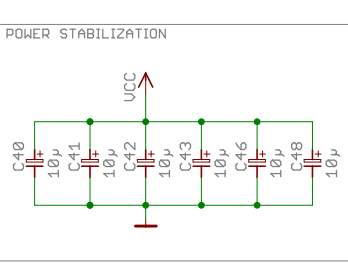 POWER STABILIZATION
VCC
C40
10µ
C41
10µ
C42
10µ
C43
10µ
C46
10µ
C48
10µ